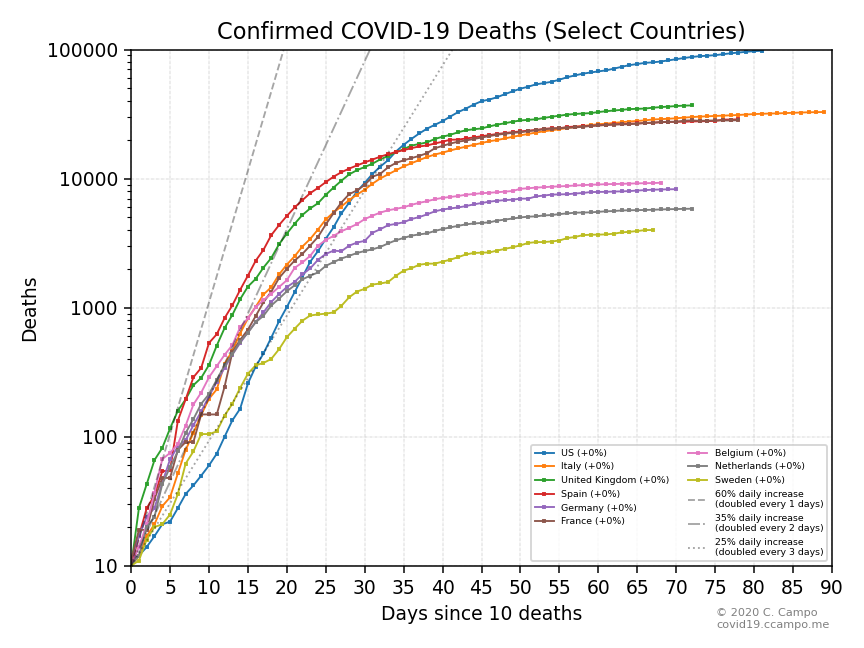 Confirmed COVID-19 Deaths (Select Countries)
100000
10000
1000
100
10
Deaths
0 5 10 15 20 25 30 35 40 45 50 55 60 65 70 75 80 85 90
Days since 10 deaths
US (+0%)
Italy (+0%)
United Kingdom (+0%)
Spain (+0%)
Germany (+0%)
France (+0%)
Belgium (+0%)
Netherlands (+0%)
Sweden (+0%)
60% daily increase
(doubled every 1 days)
35% daily increase
(doubled every 2 days)
25% daily increase
(doubled every 3 days)
© 2020 C. Campo
covid19.ccampo.me